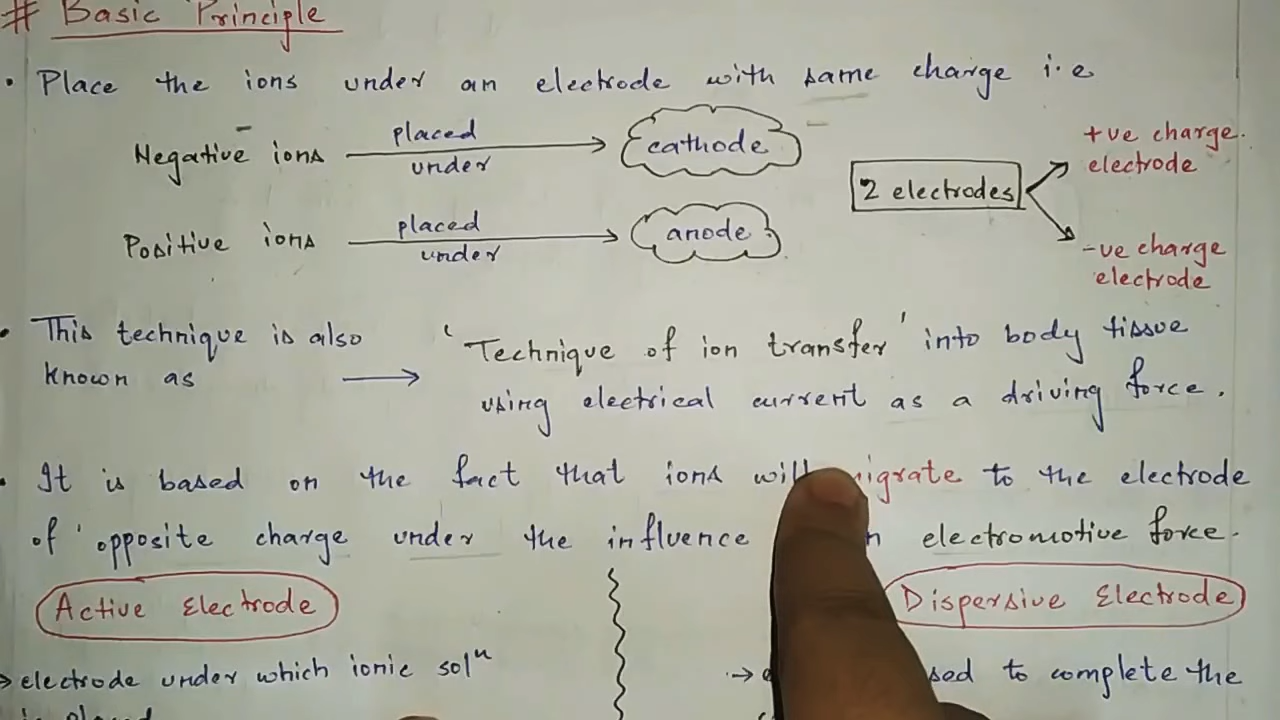 # Basic Principle
• Place the ions under an electrode with same charge i.e
Negative ions placed under cathode
Positive ions placed under anode
2 electrodes
+ve charge electrode
-ve charge electrode
• This technique is also known as → 'Technique of ion transfer' into body tissue
using electrical current as a driving force.
• It is based on the fact that ions will migrate to the electrode
of opposite charge under the influence electromotive force.
Active Electrode
Dispersive Electrode
→ electrode under which ionic solⁿ
→ to complete the